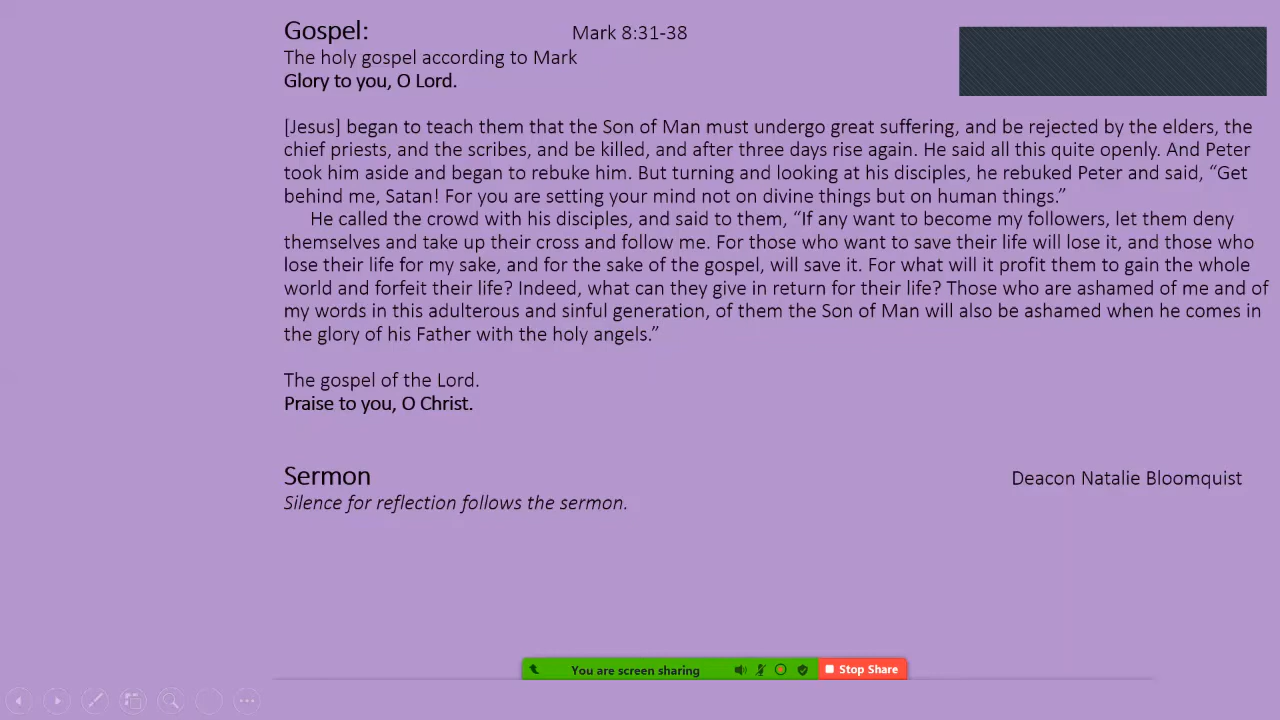 Gospel: Mark 8:31-38
The holy gospel according to Mark
Glory to you, O Lord.
[Jesus] began to teach them that the Son of Man must undergo great suffering, and be rejected by the elders, the
chief priests, and the scribes, and be killed, and after three days rise again. He said all this quite openly. And Peter
took him aside and began to rebuke him. But turning and looking at his disciples, he rebuked Peter and said, “Get
behind me, Satan! For you are setting your mind not on divine things but on human things.”
He called the crowd with his disciples, and said to them, “If any want to become my followers, let them deny
themselves and take up their cross and follow me. For those who want to save their life will lose it, and those who
lose their life for my sake, and for the sake of the gospel, will save it. For what will it profit them to gain the whole
world and forfeit their life? Indeed, what can they give in return for their life? Those who are ashamed of me and of
my words in this adulterous and sinful generation, of them the Son of Man will also be ashamed when he comes in
the glory of his Father with the holy angels.”
The gospel of the Lord.
Praise to you, O Christ.
Sermon Deacon Natalie Bloomquist
Silence for reflection follows the sermon.
You are screen sharing Stop Share